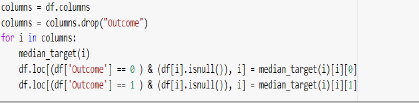 columns = df.columns
columns = columns.drop("Outcome")
for i in columns:
    median_target(i)
    df.loc[(df['Outcome'] == 0 ) & (df[i].isnull()), i] = median_target(i)[i][0]
    df.loc[(df['Outcome'] == 1 ) & (df[i].isnull()), i] = median_target(i)[i][1]